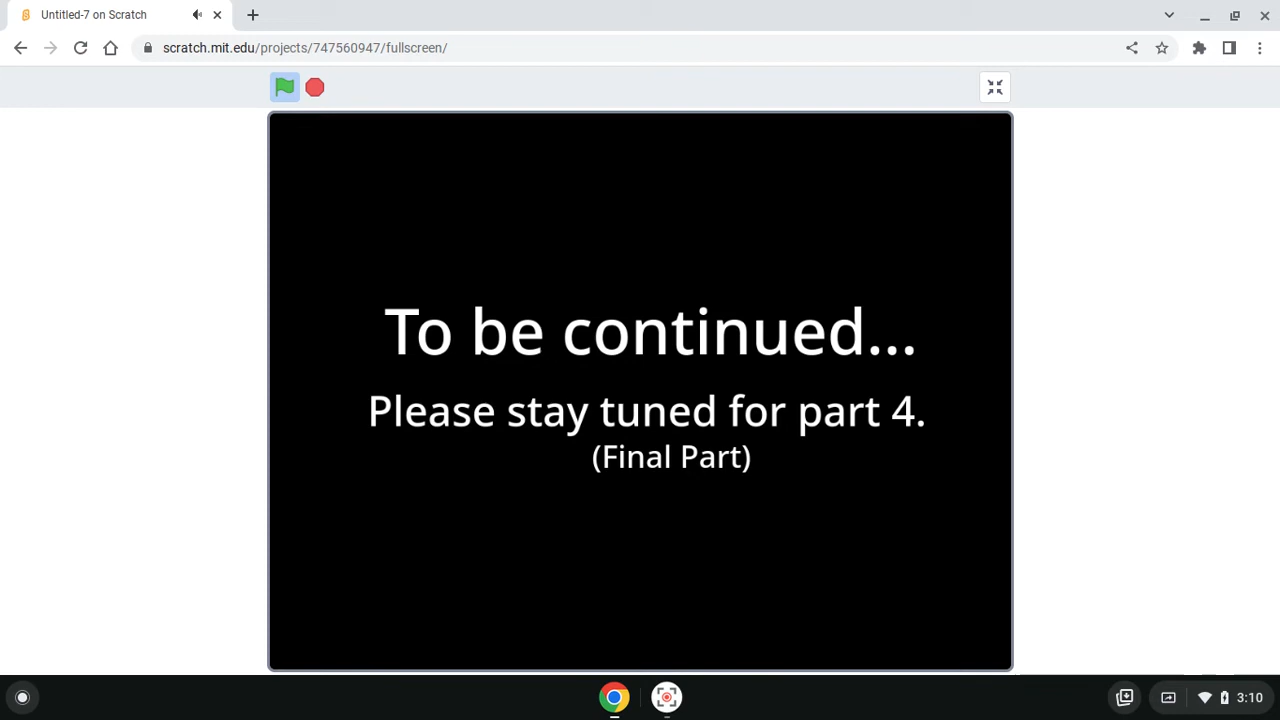 Untitled-7 on Scratch
scratch.mit.edu/projects/747560947/fullscreen/
To be continued...
Please stay tuned for part 4.
(Final Part)
3:10